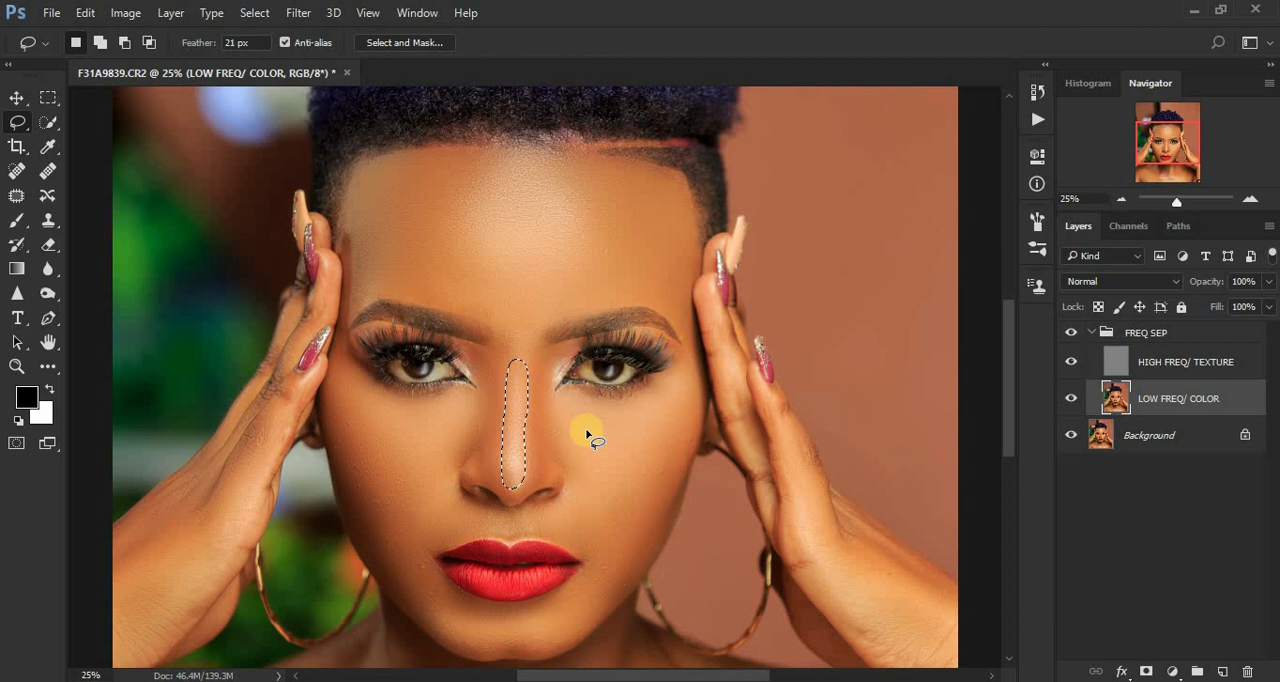 Ps File Edit Image Layer Type Select Filter 3D View Window Help
Feather: 21 px Anti-alias Select and Mask...
F31A9839.CR2 @ 25% (LOW FREQ/ COLOR, RGB/8*) *
Histogram Navigator
25%
Layers Channels Paths
Kind
Normal Opacity: 100%
Lock: Fill: 100%
FREQ SEP
HIGH FREQ/ TEXTURE
LOW FREQ/ COLOR
Background
25% Doc: 46.4M/139.3M